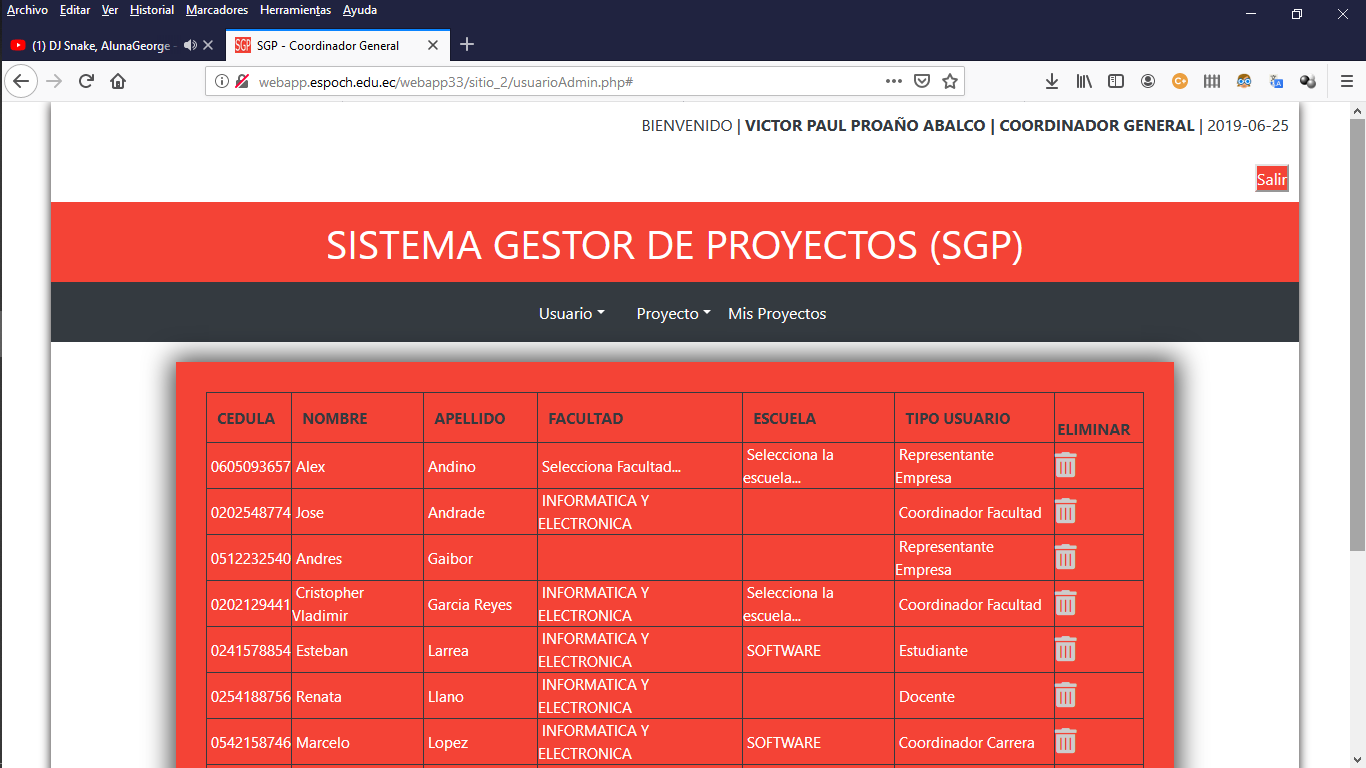 Archivo Editar Ver Historial Marcadores Herramientas Ayuda
(1) DJ Snake, AlunaGeorge - SGP SGP - Coordinador General
webapp.espoch.edu.ec/webapp33/sitio_2/usuarioAdmin.php#
BIENVENIDO | VICTOR PAUL PROAÑO ABALCO | COORDINADOR GENERAL | 2019-06-25
Salir
SISTEMA GESTOR DE PROYECTOS (SGP)
Usuario Proyecto Mis Proyectos
CEDULA NOMBRE APELLIDO FACULTAD ESCUELA TIPO USUARIO ELIMINAR
0605093657 Alex Andino Selecciona Facultad... Selecciona la escuela... Representante Empresa
0202548774 Jose Andrade INFORMATICA Y ELECTRONICA Coordinador Facultad
0512232540 Andres Gaibor Representante Empresa
0202129441 Cristopher Vladimir Garcia Reyes INFORMATICA Y ELECTRONICA Selecciona la escuela... Coordinador Facultad
0241578854 Esteban Larrea INFORMATICA Y ELECTRONICA SOFTWARE Estudiante
0254188756 Renata Llano INFORMATICA Y ELECTRONICA Docente
0542158746 Marcelo Lopez INFORMATICA Y ELECTRONICA SOFTWARE Coordinador Carrera